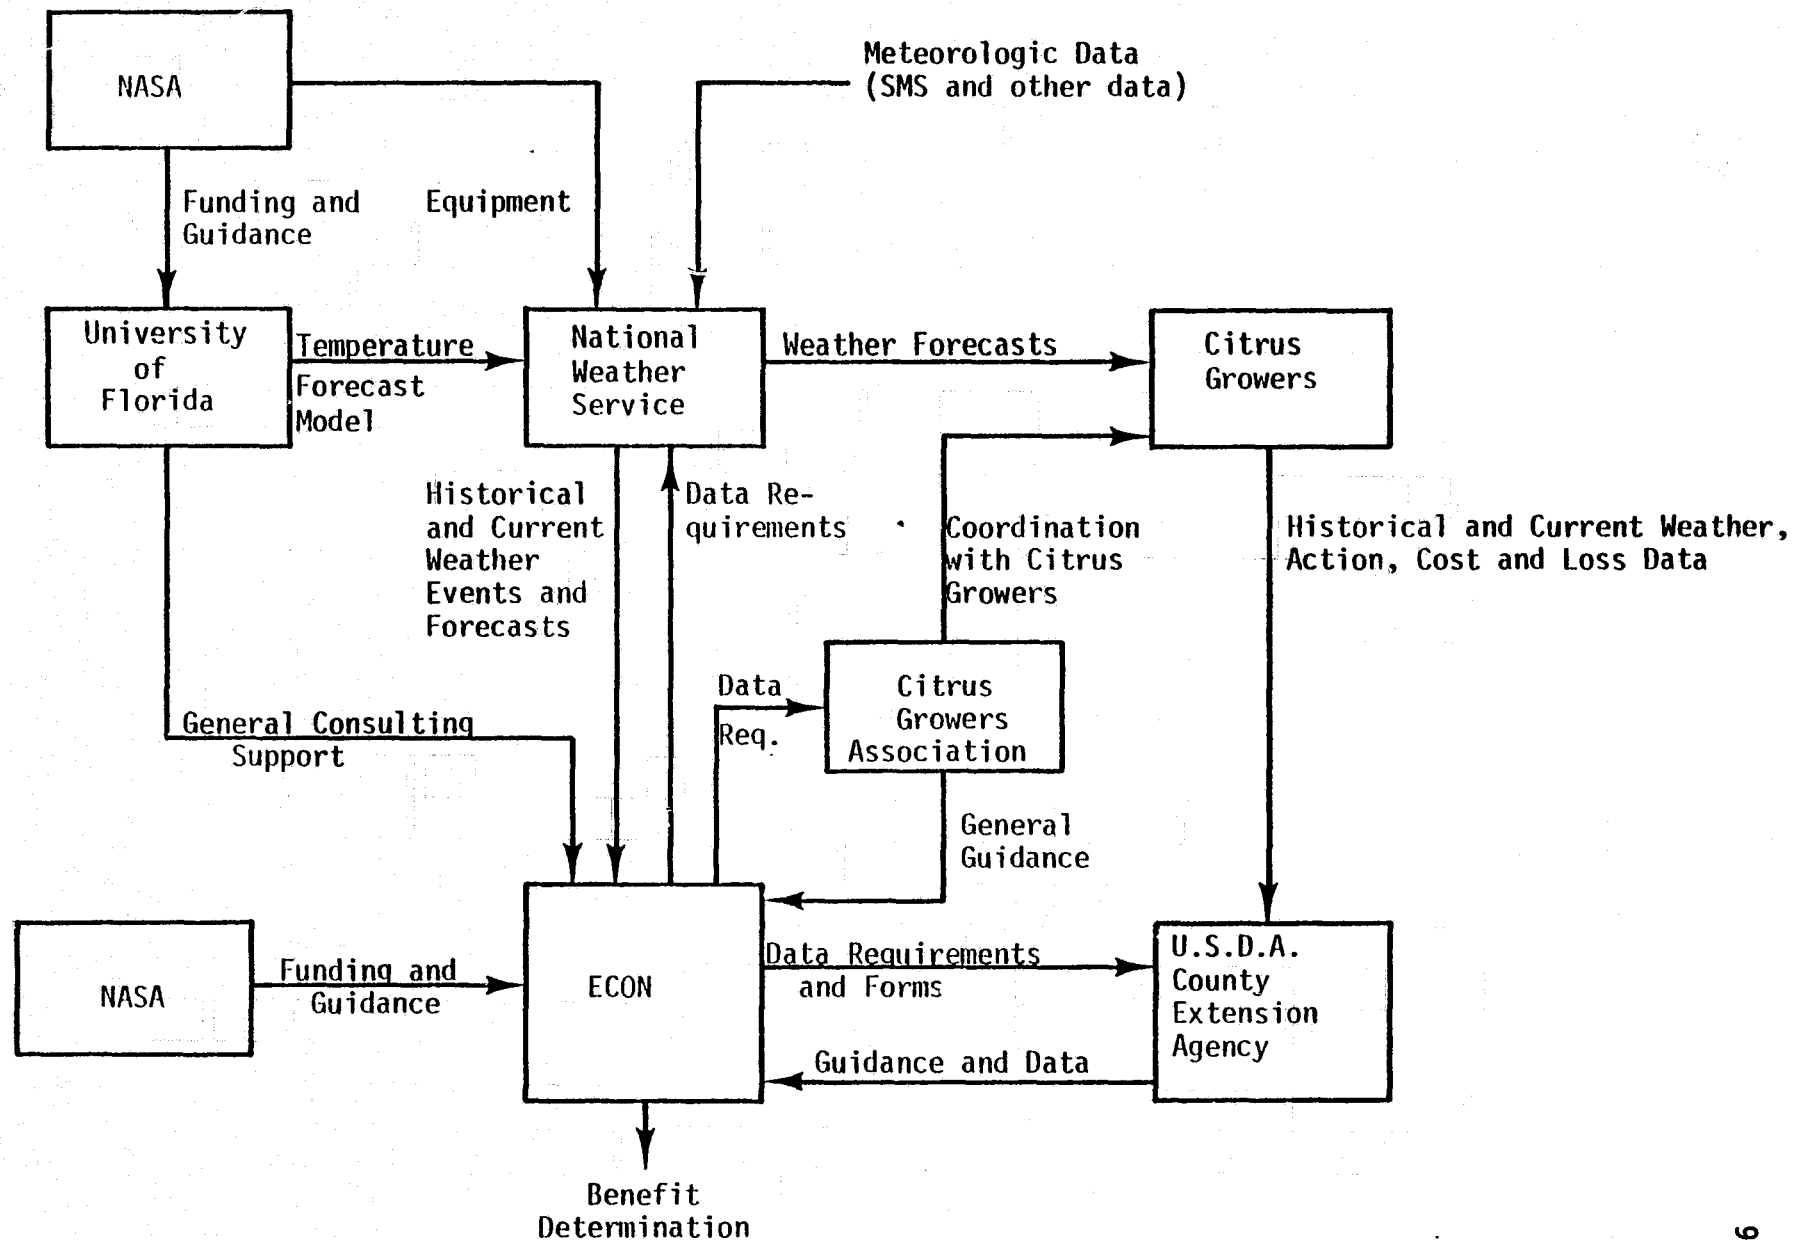 NASA
Meteorologic Data
(SMS and other data)
Funding and
Guidance
Equipment
University
of
Florida
Temperature
Forecast
Model
National
Weather
Service
Weather Forecasts
Citrus
Growers
Historical
and Current
Weather
Events and
Forecasts
Data Re-
quirements
Coordination
with Citrus
Growers
Historical and Current Weather,
Action, Cost and Loss Data
General Consulting
Support
Data
Req.
Citrus
Growers
Association
General
Guidance
NASA
Funding and
Guidance
ECON
Data Requirements
and Forms
U.S.D.A.
County
Extension
Agency
Guidance and Data
Benefit
Determination
9